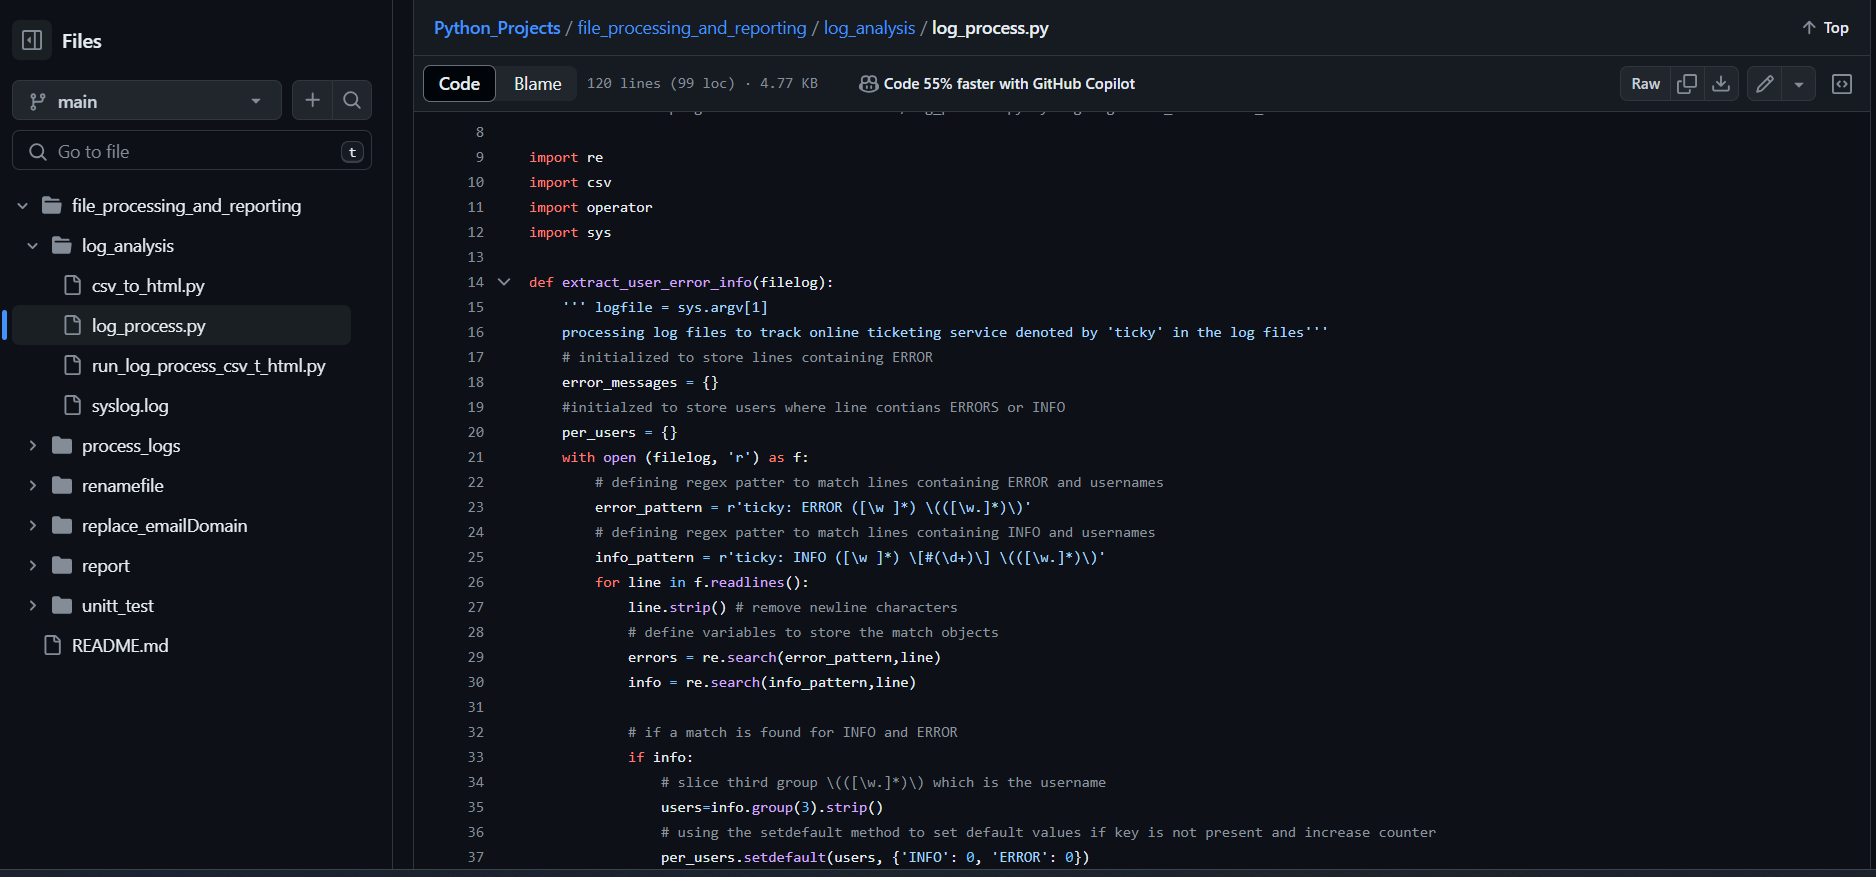 Files
main
Go to file
t
file_processing_and_reporting
log_analysis
csv_to_html.py
log_process.py
run_log_process_csv_t_html.py
syslog.log
process_logs
renamefile
replace_emailDomain
report
unitt_test
README.md
Python_Projects / file_processing_and_reporting / log_analysis / log_process.py
Top
Code Blame 120 lines (99 loc) · 4.77 KB Code 55% faster with GitHub Copilot Raw
8
9 import re
10 import csv
11 import operator
12 import sys
13
14 def extract_user_error_info(filelog):
15 ''' logfile = sys.argv[1]
16 processing log files to track online ticketing service denoted by 'ticky' in the log files'''
17 # initialized to store lines containing ERROR
18 error_messages = {}
19 #initialzed to store users where line contians ERRORS or INFO
20 per_users = {}
21 with open (filelog, 'r') as f:
22 # defining regex patter to match lines containing ERROR and usernames
23 error_pattern = r'ticky: ERROR ([\w ]*) \(([\w.]*)\)'
24 # defining regex patter to match lines containing INFO and usernames
25 info_pattern = r'ticky: INFO ([\w ]*) \[#(\d+)\] \(([\w.]*)\)'
26 for line in f.readlines():
27 line.strip() # remove newline characters
28 # define variables to store the match objects
29 errors = re.search(error_pattern,line)
30 info = re.search(info_pattern,line)
31
32 # if a match is found for INFO and ERROR
33 if info:
34 # slice third group \(([\w.]*)\) which is the username
35 users=info.group(3).strip()
36 # using the setdefault method to set default values if key is not present and increase counter
37 per_users.setdefault(users, {'INFO': 0, 'ERROR': 0})